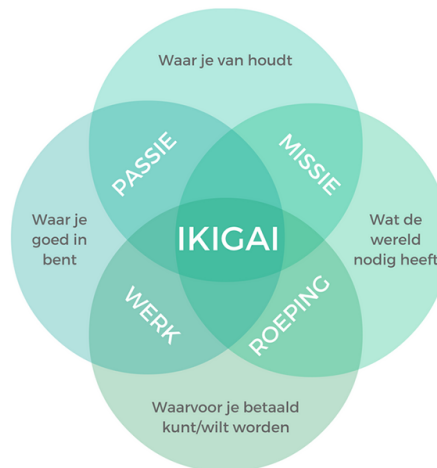 Waar je van houdt
PASSIE
MISSIE
Waar je
goed in
bent
IKIGAI
Wat de
wereld
nodig heeft
WERK
ROEPING
Waarvoor je betaald
kunt/wilt worden